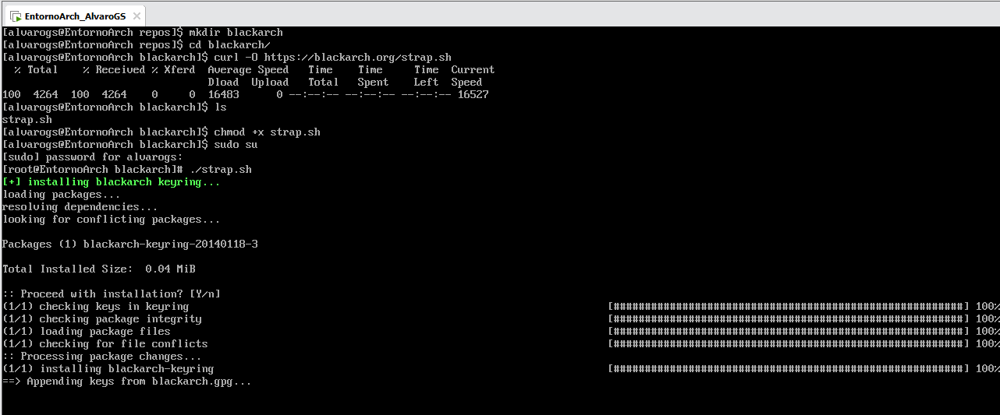 EntornoArch_AlvaroGS
[alvarogs@EntornoArch repos]$ mkdir blackarch
[alvarogs@EntornoArch repos]$ cd blackarch/
[alvarogs@EntornoArch blackarch]$ curl -O https://blackarch.org/strap.sh
  % Total    % Received % Xferd  Average Speed   Time    Time     Time  Current
                                 Dload  Upload   Total   Spent    Left  Speed
100  4264  100  4264    0     0  16483      0 --:--:-- --:--:-- --:--:-- 16527
[alvarogs@EntornoArch blackarch]$ ls
strap.sh
[alvarogs@EntornoArch blackarch]$ chmod +x strap.sh
[alvarogs@EntornoArch blackarch]$ sudo su
[sudo] password for alvarogs:
[root@EntornoArch blackarch]# ./strap.sh
[+] installing blackarch keyring...
loading packages...
resolving dependencies...
looking for conflicting packages...
Packages (1) blackarch-keyring-20140118-3
Total Installed Size:  0.04 MiB
:: Proceed with installation? [Y/n]
(1/1) checking keys in keyring [########################################################] 100%
(1/1) checking package integrity [########################################################] 100%
(1/1) loading package files [########################################################] 100%
(1/1) checking for file conflicts [########################################################] 100%
:: Processing package changes...
(1/1) installing blackarch-keyring [########################################################] 100%
==> Appending keys from blackarch.gpg...